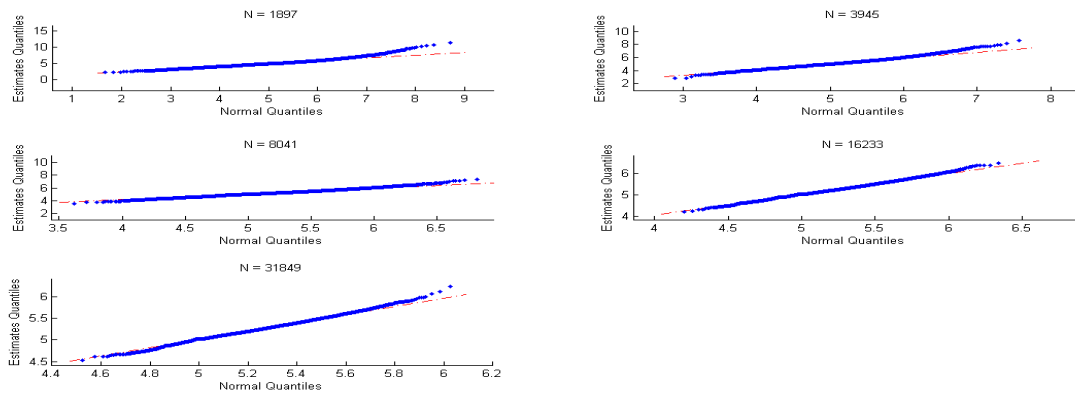 N = 1897
Estimates Quantiles
15
10
5
0
1 2 3 4 5 6 7 8 9
Normal Quantiles
N = 3945
Estimates Quantiles
10
8
6
4
2
3 4 5 6 7 8
Normal Quantiles
N = 8041
Estimates Quantiles
10
8
6
4
2
3.5 4 4.5 5 5.5 6 6.5
Normal Quantiles
N = 16233
Estimates Quantiles
6
5
4
4 4.5 5 5.5 6 6.5
Normal Quantiles
N = 31849
Estimates Quantiles
6
5.5
5
4.5
4.4 4.6 4.8 5 5.2 5.4 5.6 5.8 6 6.2
Normal Quantiles